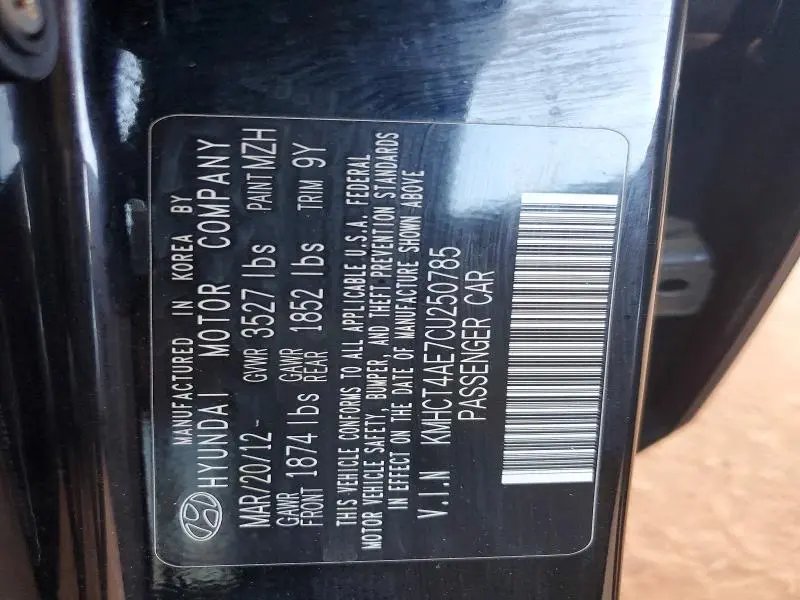 MANUFACTURED IN KOREA BY
HYUNDAI MOTOR COMPANY
MAR/20/12- GVWR 3527 lbs PAINT MZH
GAWR FRONT 1874 lbs GAWR REAR 1852 lbs TRIM 9Y
THIS VEHICLE CONFORMS TO ALL APPLICABLE U.S.A. FEDERAL
MOTOR VEHICLE SAFETY, BUMPER, AND THEFT PREVENTION STANDARDS
IN EFFECT ON THE DATE OF MANUFACTURE SHOWN ABOVE
V.I.N KMHCT4AE7CU250785
PASSENGER CAR